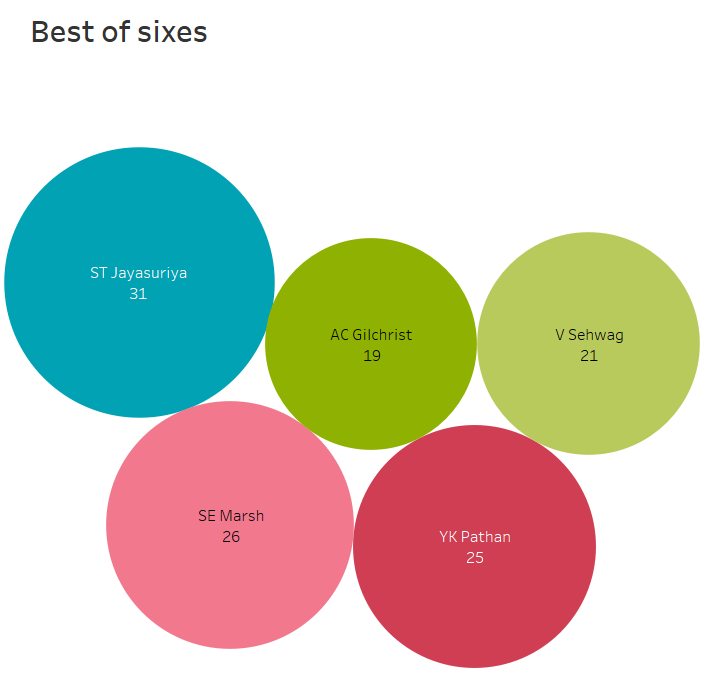 Best of sixes
ST Jayasuriya
31
AC Gilchrist
19
V Sehwag
21
SE Marsh
26
YK Pathan
25